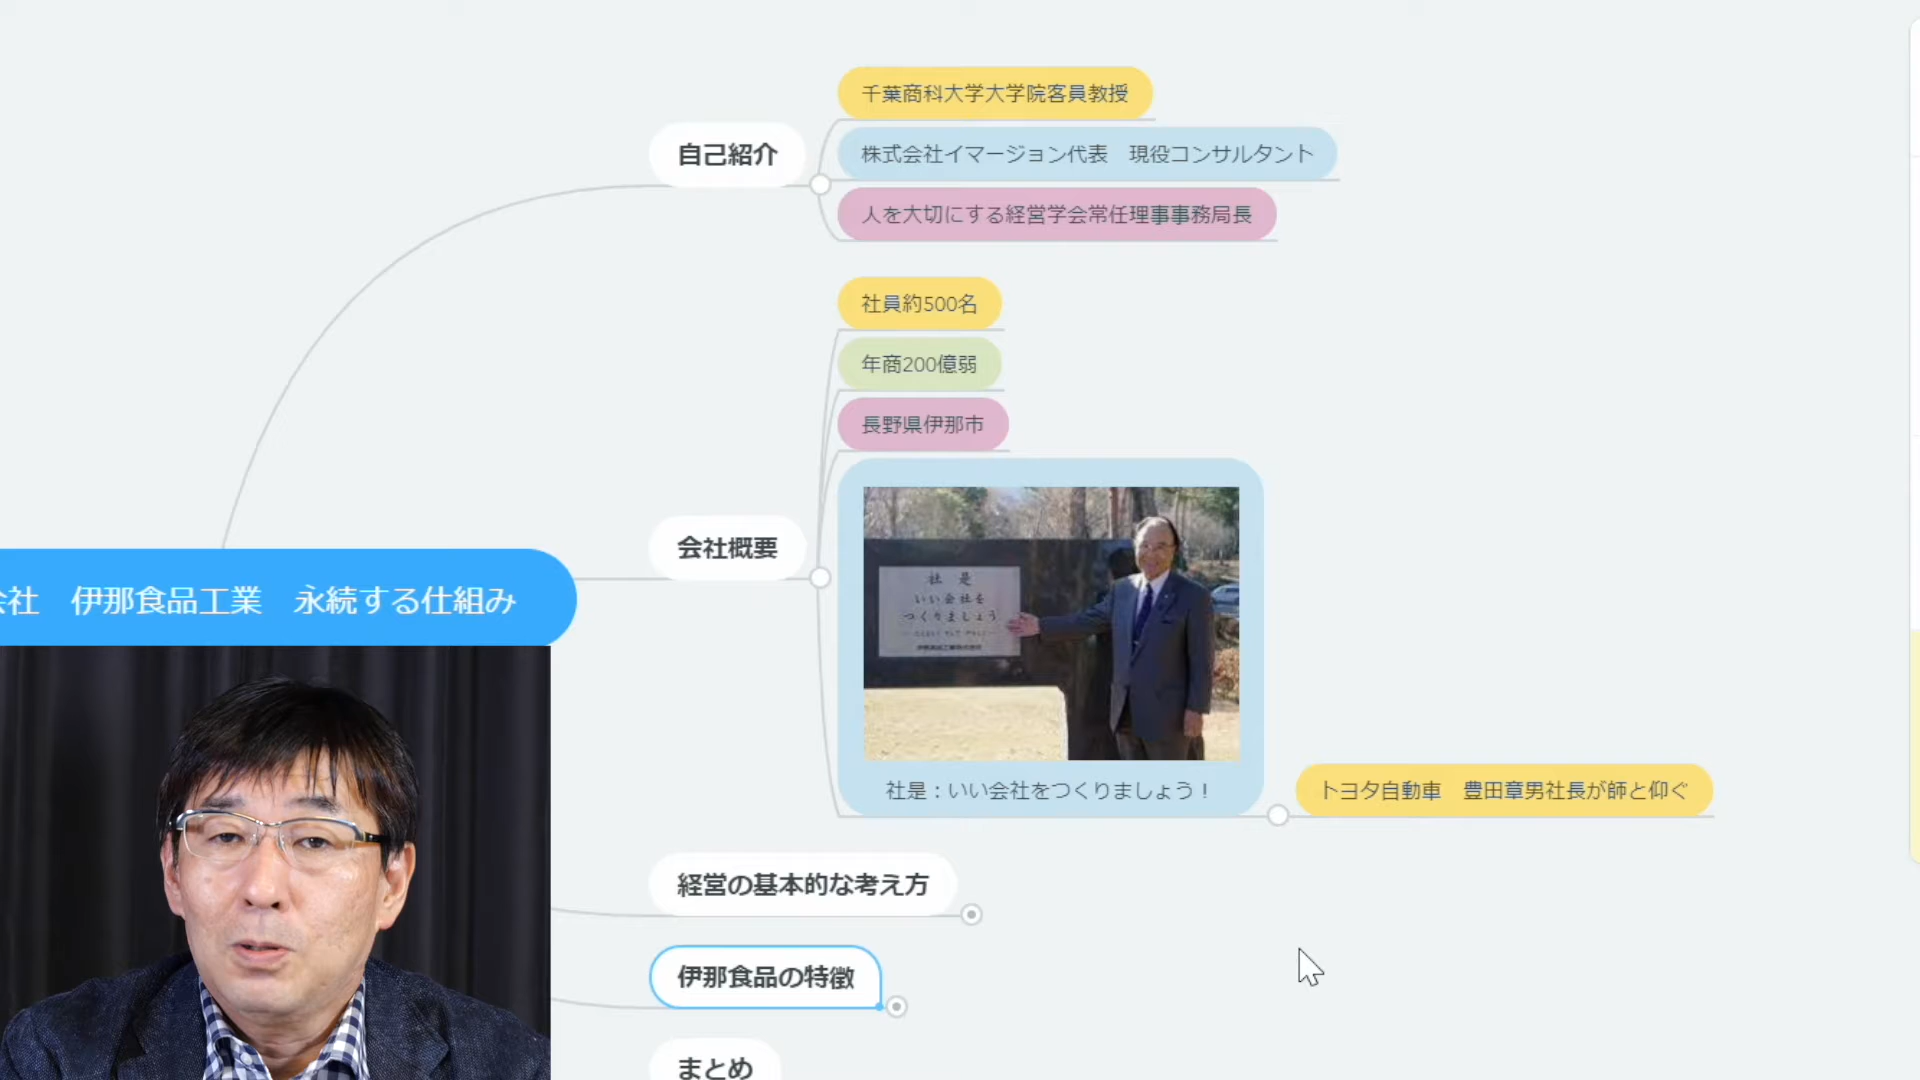 自己紹介
千葉商科大学大学院客員教授
株式会社イマージョン代表　現役コンサルタント
人を大切にする経営学会常任理事事務局長
会社概要
社員約500名
年商200億弱
長野県伊那市
社　是
いい会社を
つくりましょう
社是：いい会社をつくりましょう！
トヨタ自動車　豊田章男社長が師と仰ぐ
会社　伊那食品工業　永続する仕組み
経営の基本的な考え方
伊那食品の特徴
まとめ